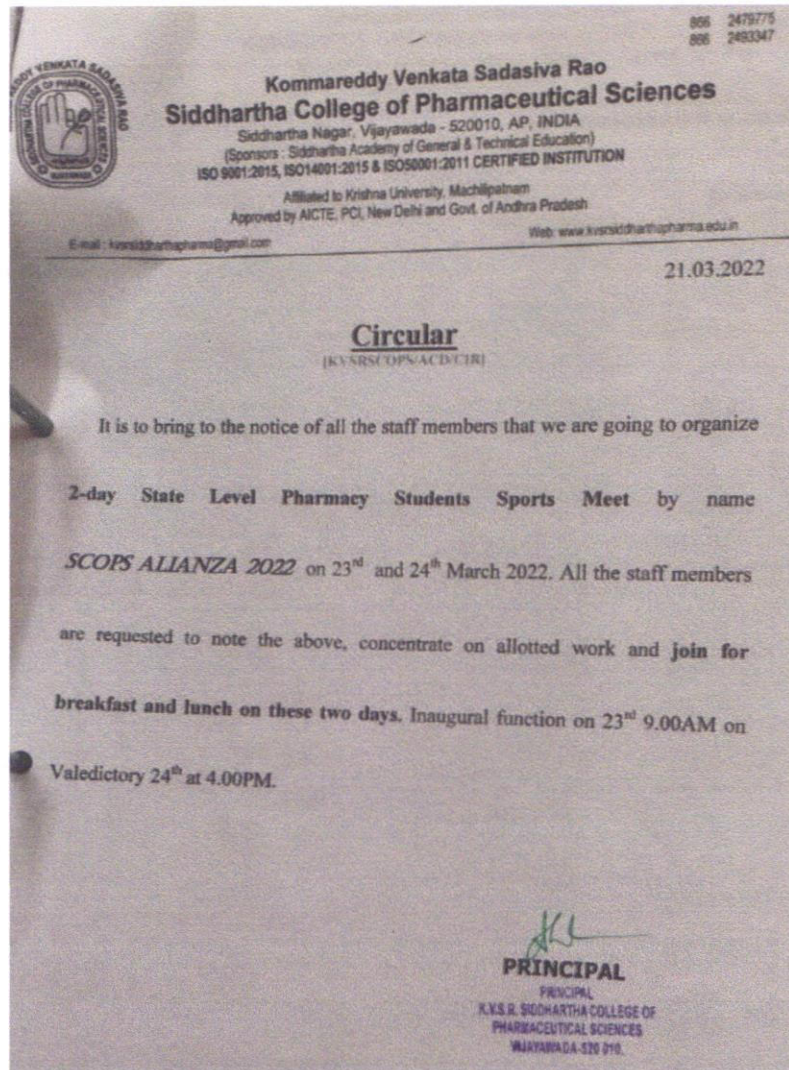 866 2479775
866 2493347
Kommareddy Venkata Sadasiva Rao
Siddhartha College of Pharmaceutical Sciences
Siddhartha Nagar, Vijayawada - 520010, AP, INDIA
(Sponsors : Siddhartha Academy of General & Technical Education)
ISO 9001:2015, ISO14001:2015 & ISO50001:2011 CERTIFIED INSTITUTION
Affiliated to Krishna University, Machilipatnam
Approved by AICTE, PCI, New Delhi and Govt. of Andhra Pradesh
E-mail : kvsrsiddharthapharma@gmail.com
Web: www.kvsrsiddharthapharma.edu.in
21.03.2022
Circular
[KVSRSCOPS/ACD/CIR]
It is to bring to the notice of all the staff members that we are going to organize
2-day State Level Pharmacy Students Sports Meet by name
SCOPS ALIANZA 2022 on 23rd and 24th March 2022. All the staff members
are requested to note the above, concentrate on allotted work and join for
breakfast and lunch on these two days. Inaugural function on 23rd 9.00AM on
Valedictory 24th at 4.00PM.
PRINCIPAL
PRINCIPAL
K.V.S.R. SIDDHARTHA COLLEGE OF
PHARMACEUTICAL SCIENCES
VIJAYAWADA-520 010.